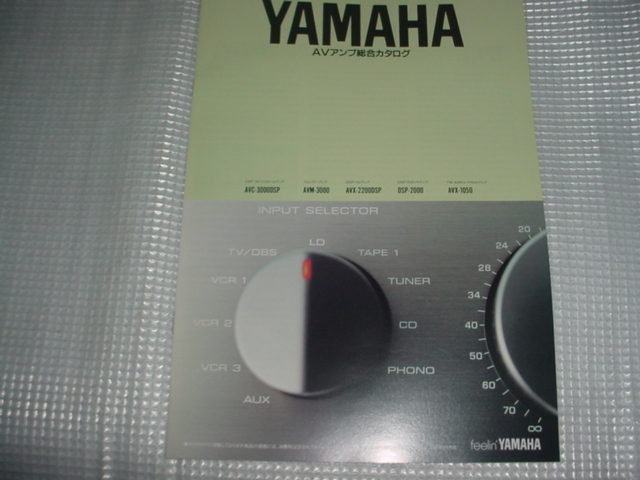 YAMAHA
AVアンプ総合カタログ
AVC-3000DSP AVM-3000 AVX-2200DSP DSP-2000 AVX-1050
INPUT SELECTOR
LD
TV/DBS TAPE 1
VCR 1 TUNER
VCR 2 CD
VCR 3 PHONO
AUX
20
24
28
34
40
50
60
70
∞
feelin' YAMAHA